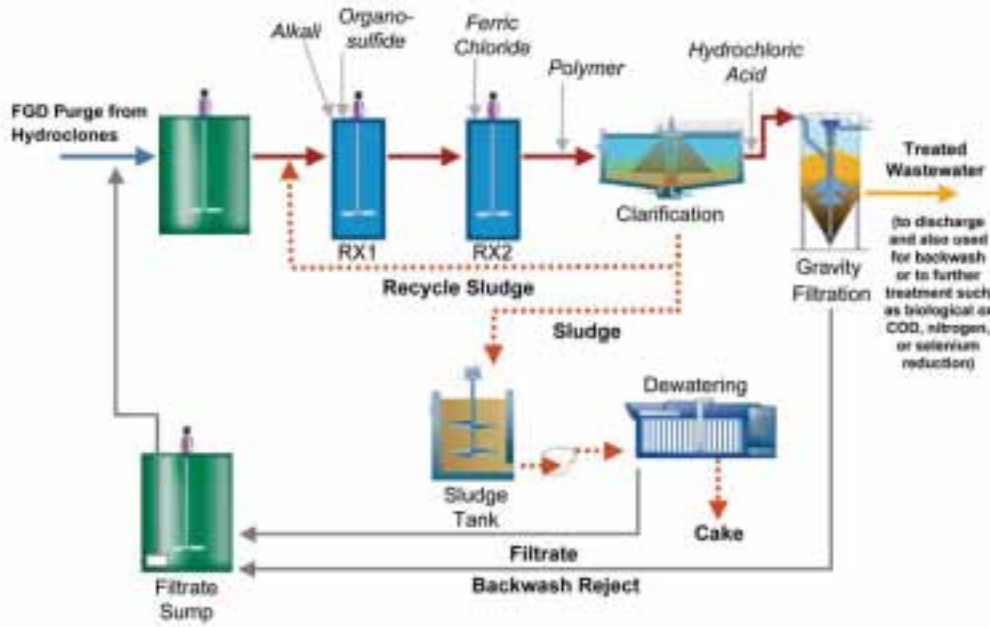 Alkali
Organo-
sulfide
Ferric
Chloride
Polymer
Hydrochloric
Acid
FGD Purge from
Hydroclones
RX1
RX2
Clarification
Gravity
Filtration
Treated
Wastewater
(to discharge
and also used
for backwash
or to further
treatment such
as biological or
COD, nitrogen,
or selenium
reduction)
Recycle Sludge
Sludge
Sludge
Tank
Dewatering
Cake
Filtrate
Backwash Reject
Filtrate
Sump